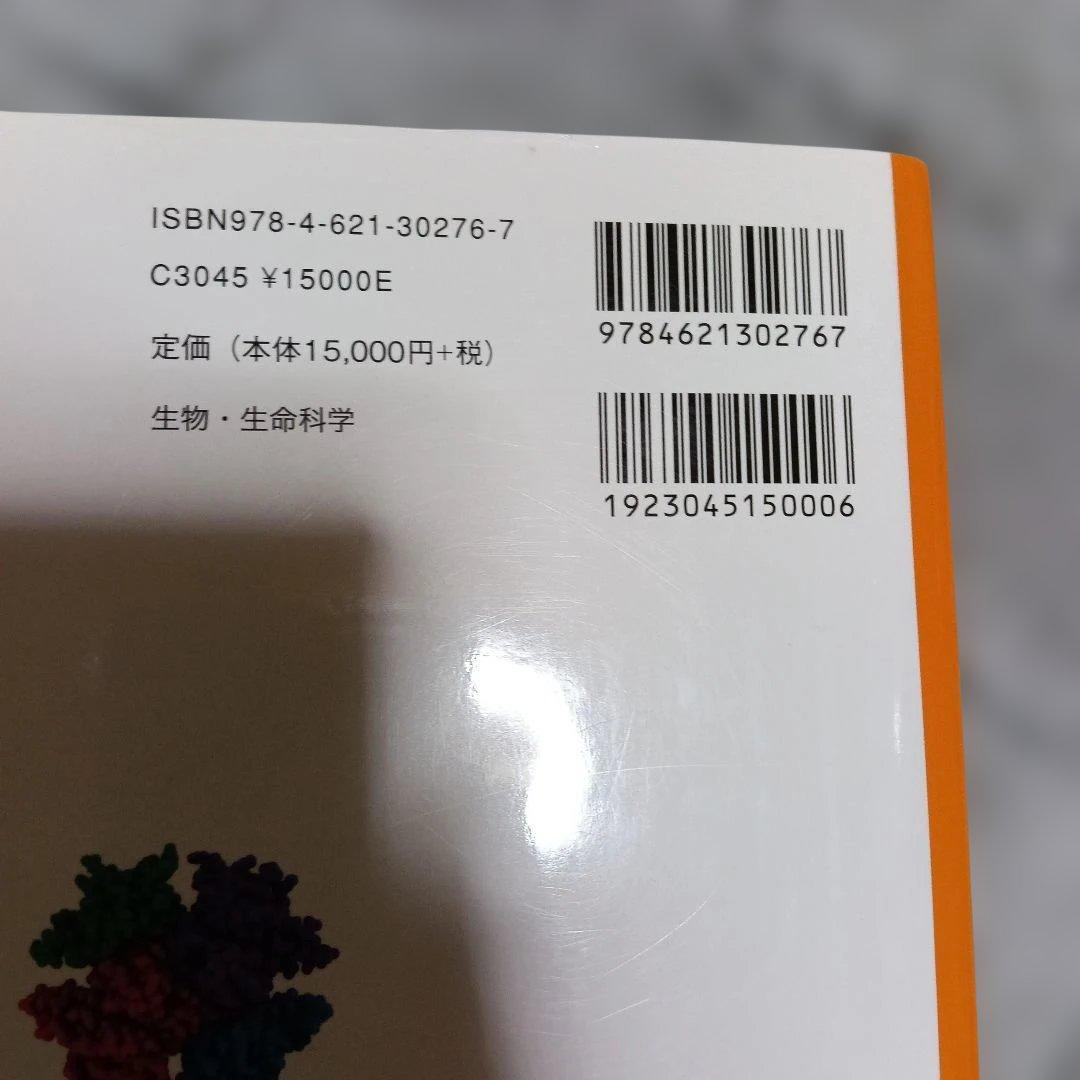 ISBN978-4-621-30276-7
C3045 ¥15000E
定価（本体15,000円+税）
生物・生命科学
9784621302767
1923045150006